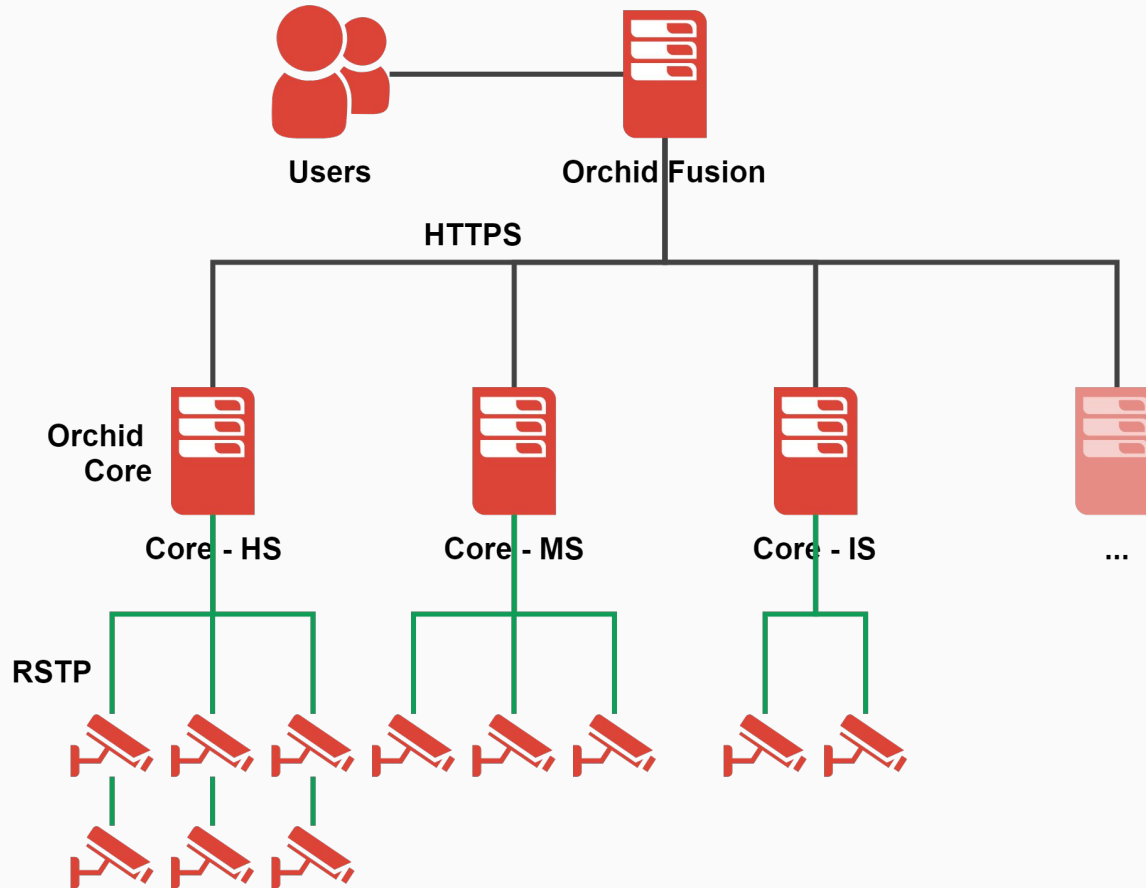 Users
Orchid Fusion
HTTPS
Orchid
Core
Core - HS
Core - MS
Core - IS
...
RSTP